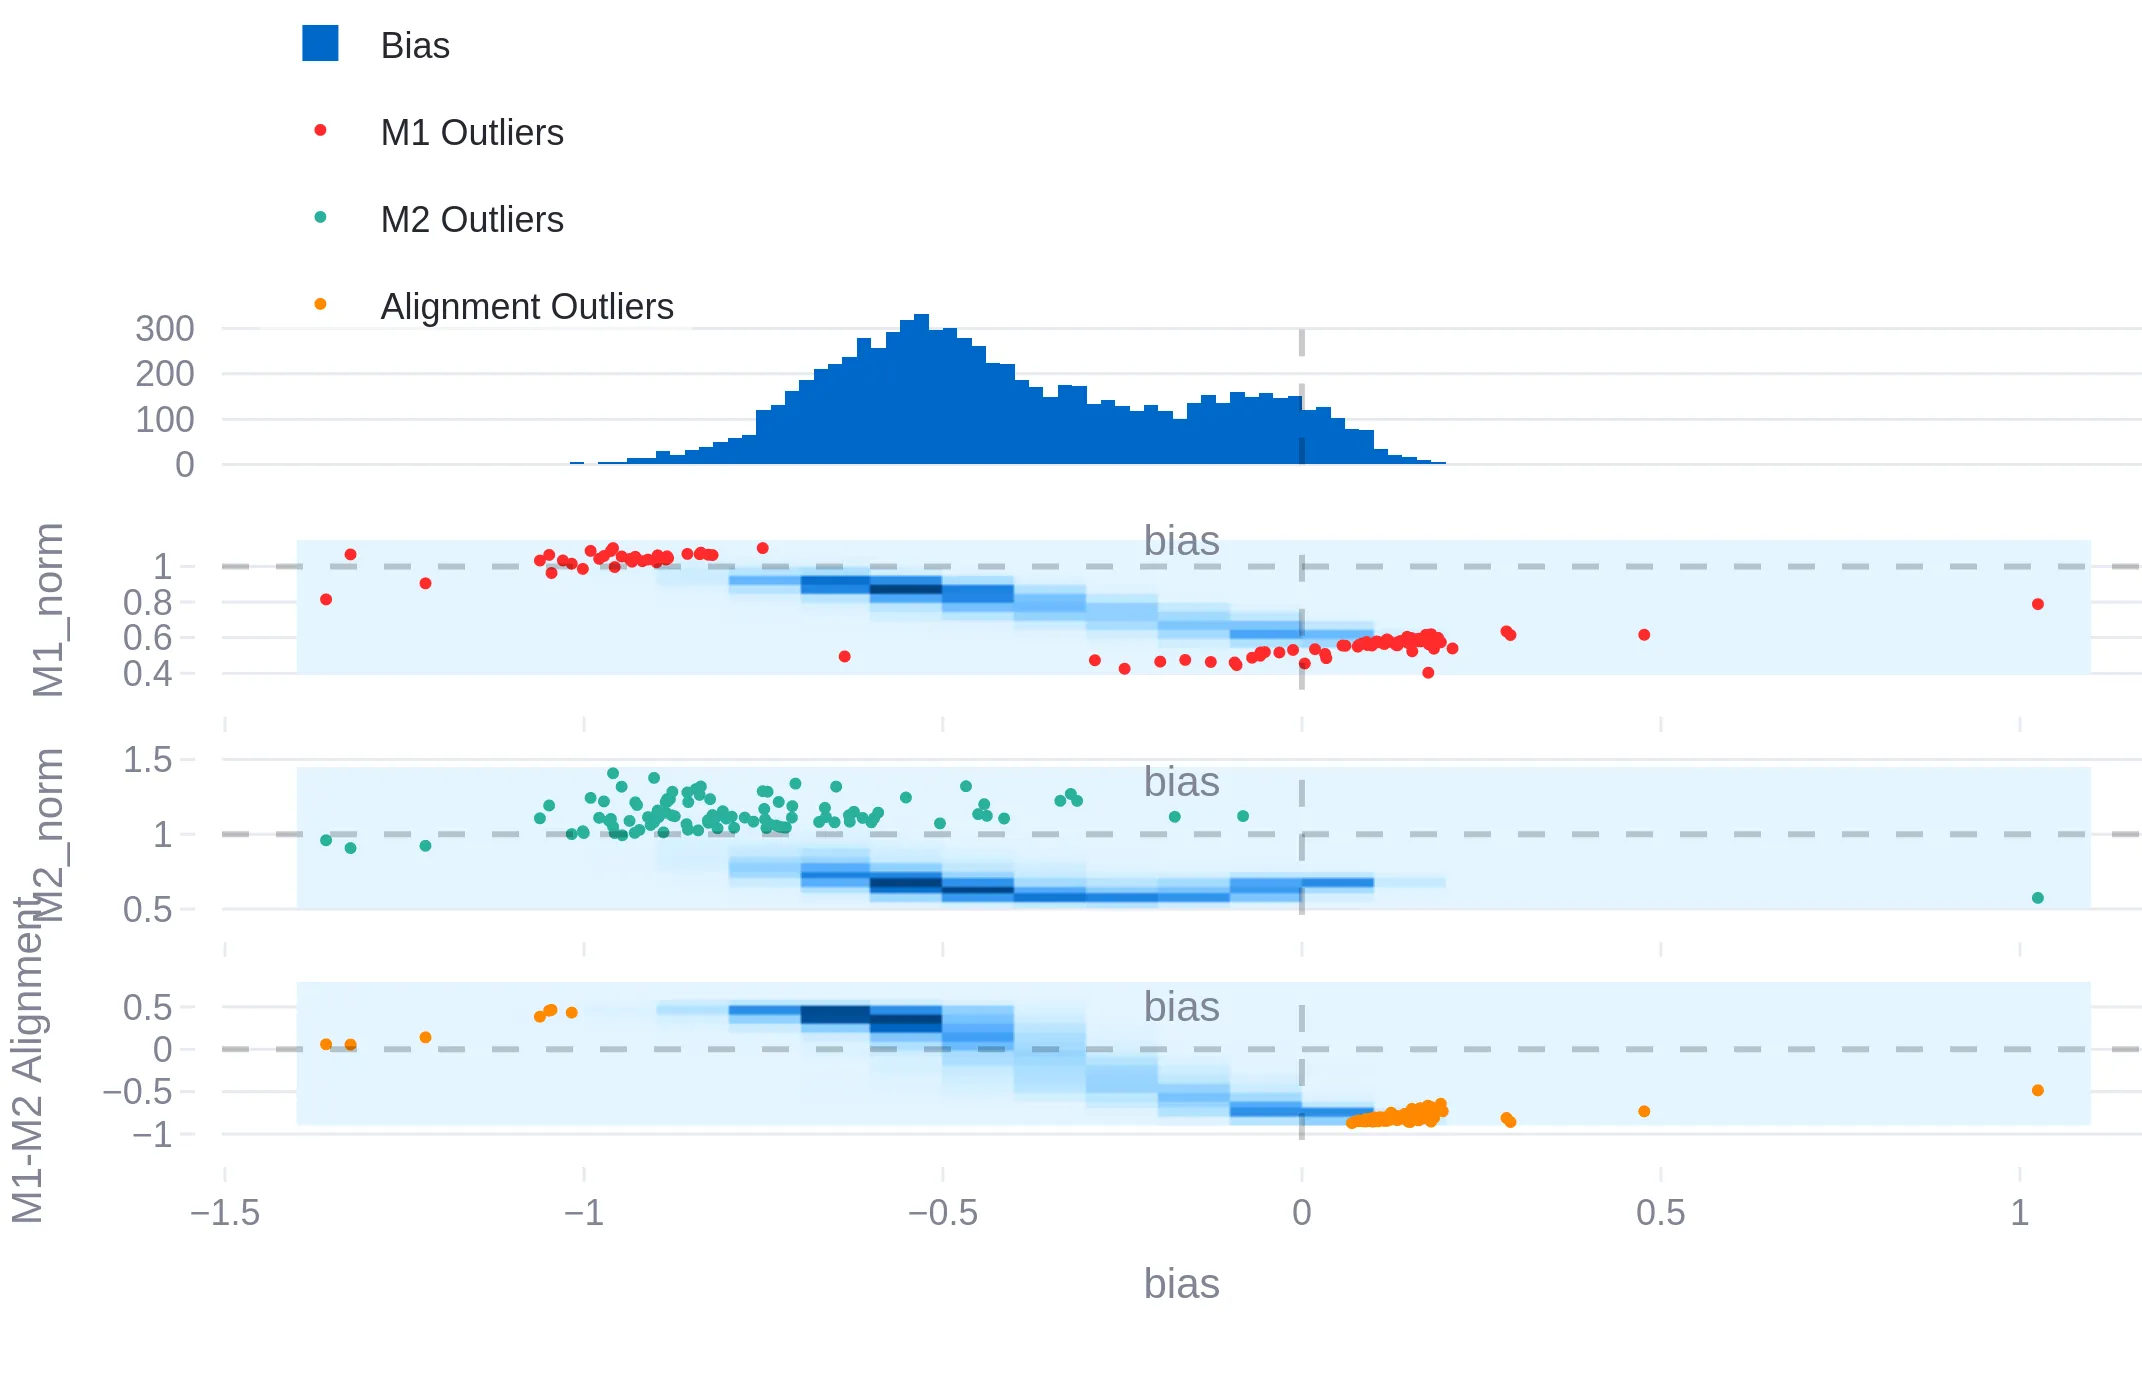 Bias
M1 Outliers
M2 Outliers
Alignment Outliers
300
200
100
0
bias
M1_norm
1
0.8
0.6
0.4
bias
M2_norm
1.5
1
0.5
bias
M1-M2 Alignment
0.5
0
−0.5
−1
−1.5
−1
−0.5
0
0.5
1
bias